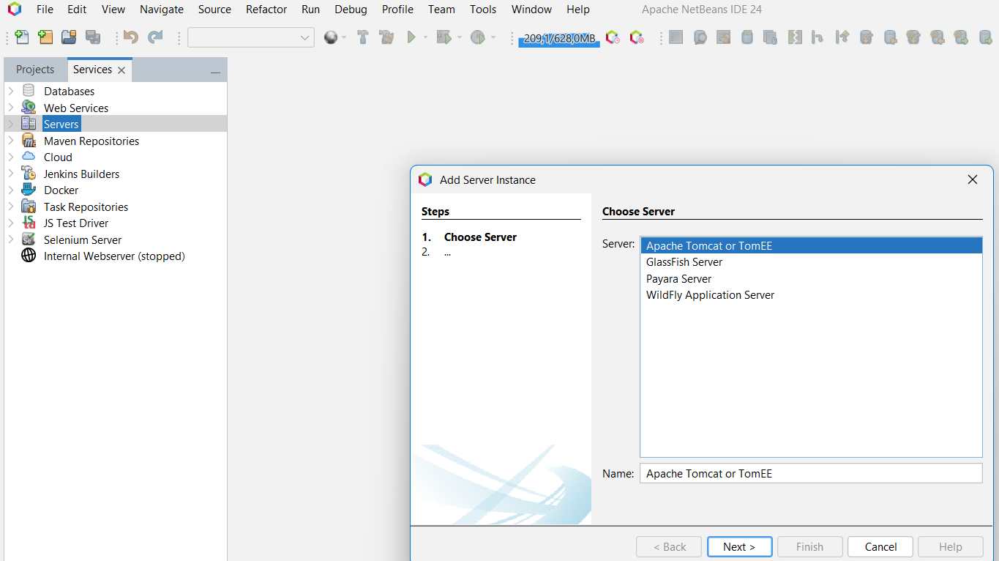 File Edit View Navigate Source Refactor Run Debug Profile Team Tools Window Help Apache NetBeans IDE 24
209,1/628,0MB
Projects Services
Databases
Web Services
Servers
Maven Repositories
Cloud
Jenkins Builders
Docker
Task Repositories
JS Test Driver
Selenium Server
Internal Webserver (stopped)
Add Server Instance
Steps
1. Choose Server
2. ...
Choose Server
Server: Apache Tomcat or TomEE
GlassFish Server
Payara Server
WildFly Application Server
Name: Apache Tomcat or TomEE
< Back Next > Finish Cancel Help